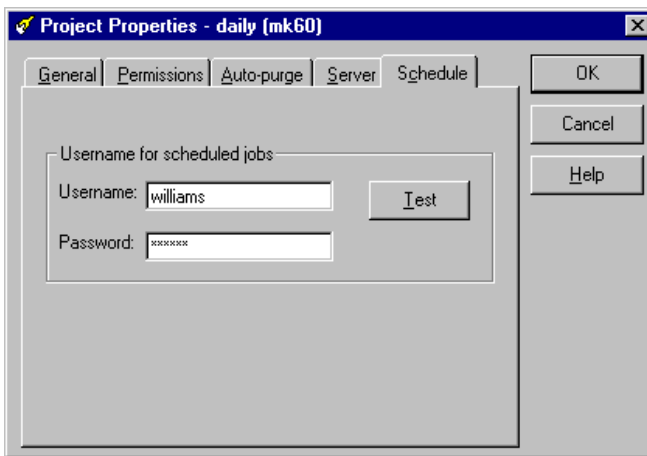 Project Properties - daily (mk60)
General Permissions Auto-purge Server Schedule
OK
Cancel
Help
Username for scheduled jobs
Username: williams
Test
Password: ******